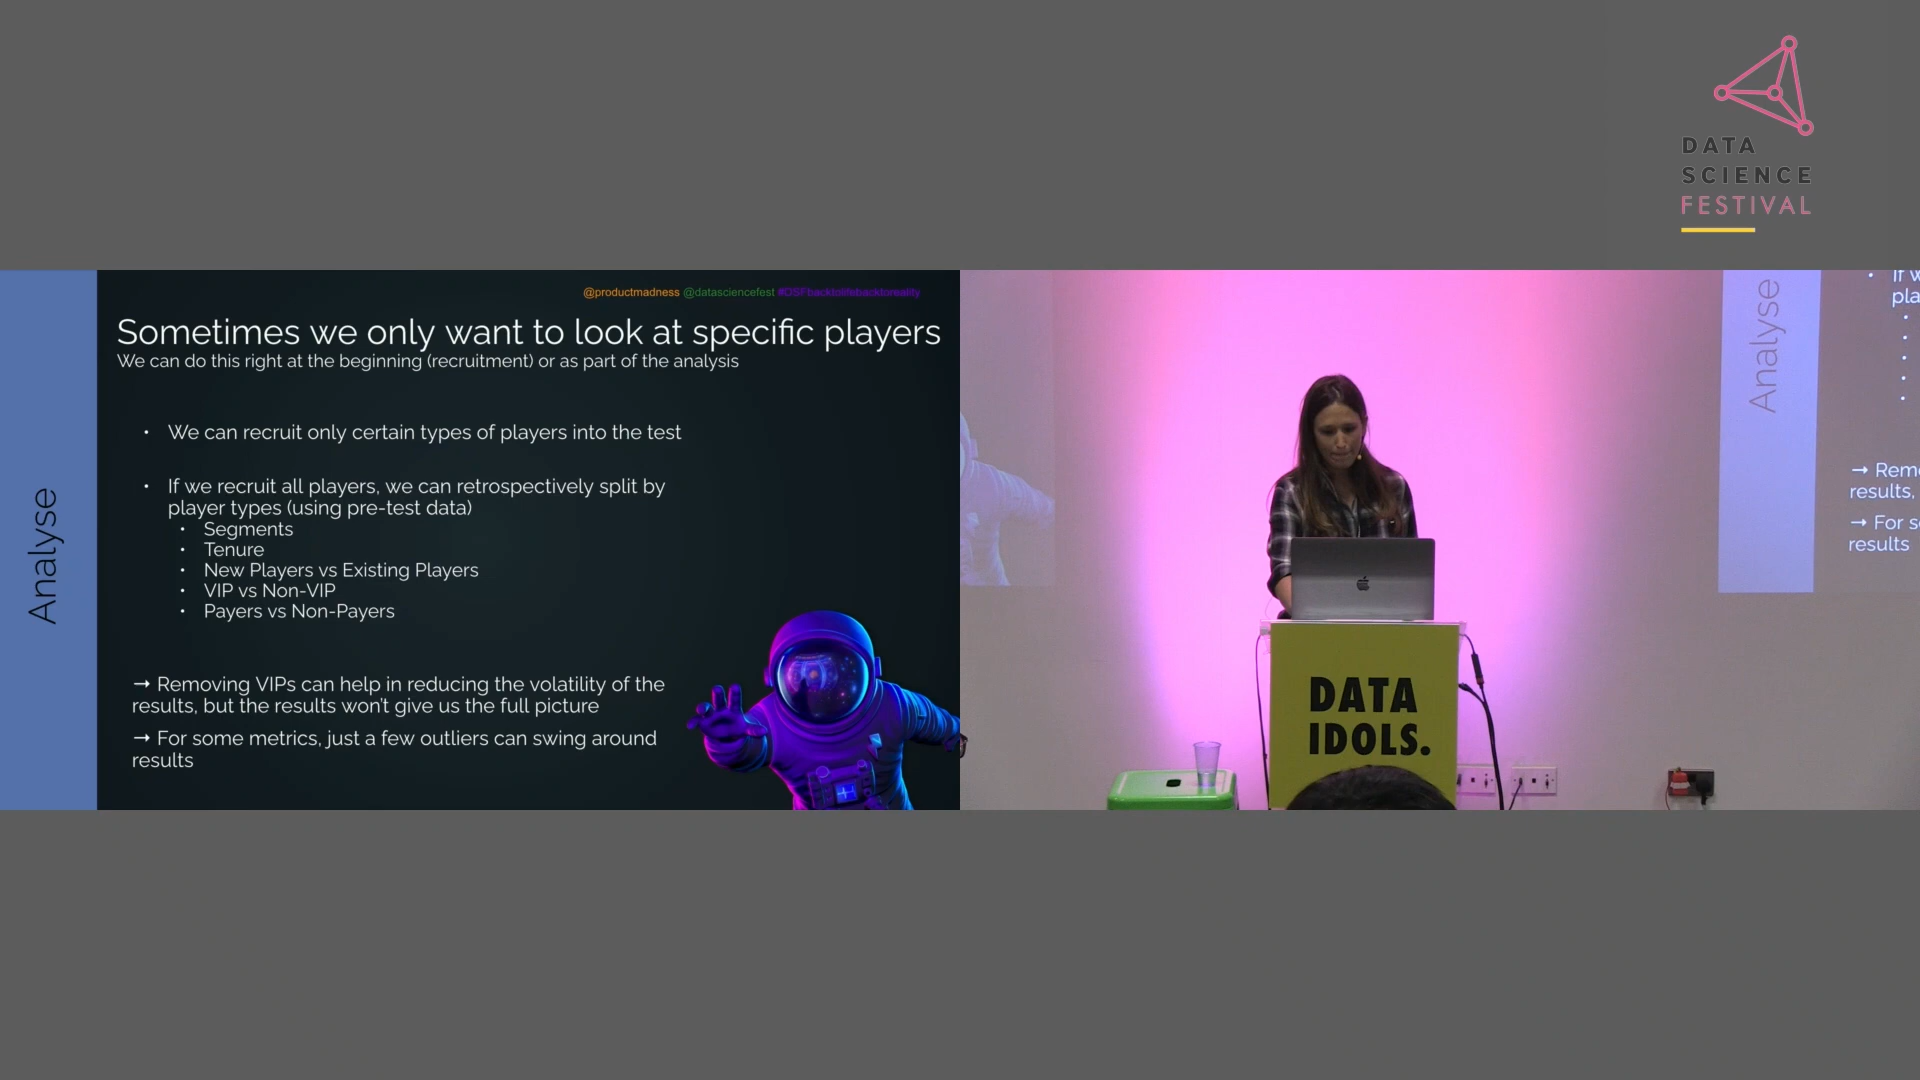 DATA
SCIENCE
FESTIVAL
@productmadness @datasciencefest #DSFbacktolifebacktoreality
Sometimes we only want to look at specific players
We can do this right at the beginning (recruitment) or as part of the analysis
• We can recruit only certain types of players into the test
• If we recruit all players, we can retrospectively split by
player types (using pre-test data)
• Segments
• Tenure
• New Players vs Existing Players
• VIP vs Non-VIP
• Payers vs Non-Payers
→ Removing VIPs can help in reducing the volatility of the
results, but the results won't give us the full picture
→ For some metrics, just a few outliers can swing around
results
Analyse
Analyse
• If
pla
→ Rem
results,
→ For s
results
DATA
IDOLS.